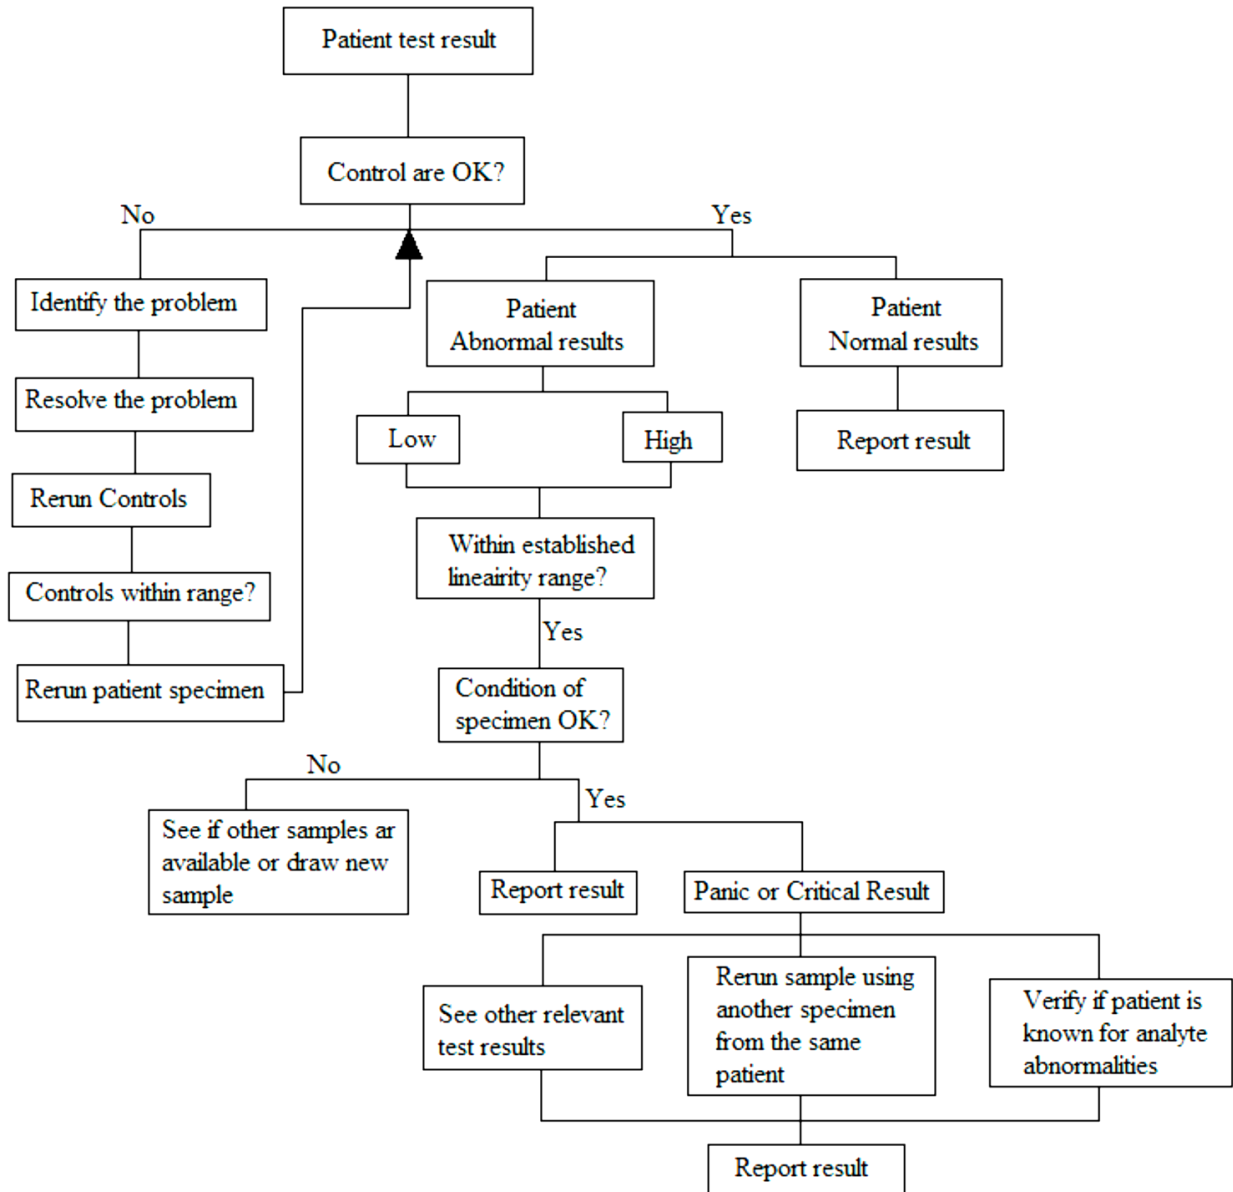 Patient test result
Control are OK?
No
Yes
Identify the problem
Patient
Abnormal results
Patient
Normal results
Resolve the problem
Low
High
Report result
Rerun Controls
Within established
lineairity range?
Controls within range?
Yes
Rerun patient specimen
Condition of
specimen OK?
No
Yes
See if other samples ar
available or draw new
sample
Report result
Panic or Critical Result
See other relevant
test results
Rerun sample using
another specimen
from the same
patient
Verify if patient is
known for analyte
abnormalities
Report result